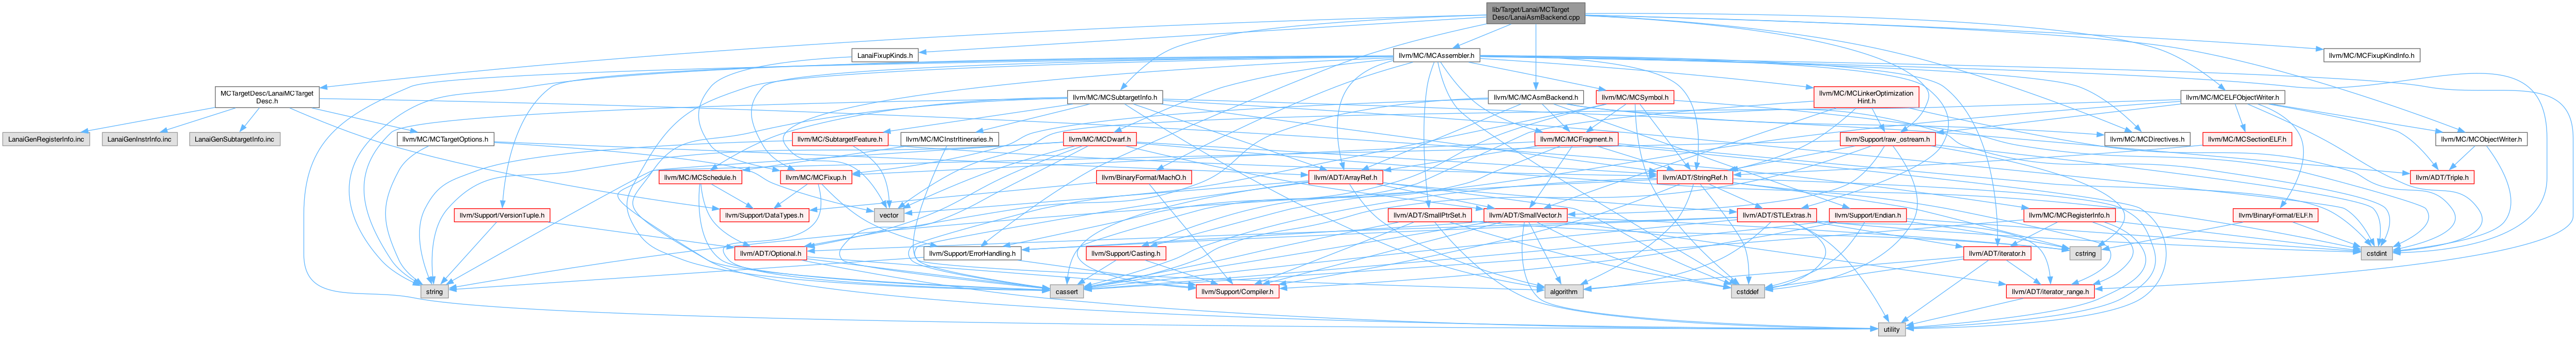 lib/Target/Lanai/MCTarget
Desc/LanaiAsmBackend.cpp
LanaiFixupKinds.h
llvm/MC/MCAssembler.h
llvm/MC/MCFixupKindInfo.h
MCTargetDesc/LanaiMCTarget
Desc.h
llvm/MC/MCSubtargetInfo.h
llvm/MC/MCAsmBackend.h
llvm/MC/MCSymbol.h
llvm/MC/MCLinkerOptimization
Hint.h
llvm/MC/MCELFObjectWriter.h
LanaiGenRegisterInfo.inc
LanaiGenInstrInfo.inc
LanaiGenSubtargetInfo.inc
llvm/MC/MCTargetOptions.h
llvm/MC/SubtargetFeature.h
llvm/MC/MCInstrItineraries.h
llvm/MC/MCDwarf.h
llvm/MC/MCFragment.h
llvm/Support/raw_ostream.h
llvm/MC/MCDirectives.h
llvm/MC/MCSectionELF.h
llvm/MC/MCObjectWriter.h
llvm/MC/MCSchedule.h
llvm/MC/MCFixup.h
llvm/BinaryFormat/MachO.h
llvm/ADT/ArrayRef.h
llvm/ADT/StringRef.h
llvm/ADT/Triple.h
llvm/Support/VersionTuple.h
llvm/Support/DataTypes.h
vector
llvm/ADT/SmallPtrSet.h
llvm/ADT/SmallVector.h
llvm/ADT/STLExtras.h
llvm/Support/Endian.h
llvm/MC/MCRegisterInfo.h
llvm/BinaryFormat/ELF.h
llvm/ADT/Optional.h
llvm/Support/ErrorHandling.h
llvm/Support/Casting.h
cstring
llvm/ADT/iterator.h
cstdint
string
cassert
llvm/Support/Compiler.h
algorithm
cstddef
llvm/ADT/iterator_range.h
utility